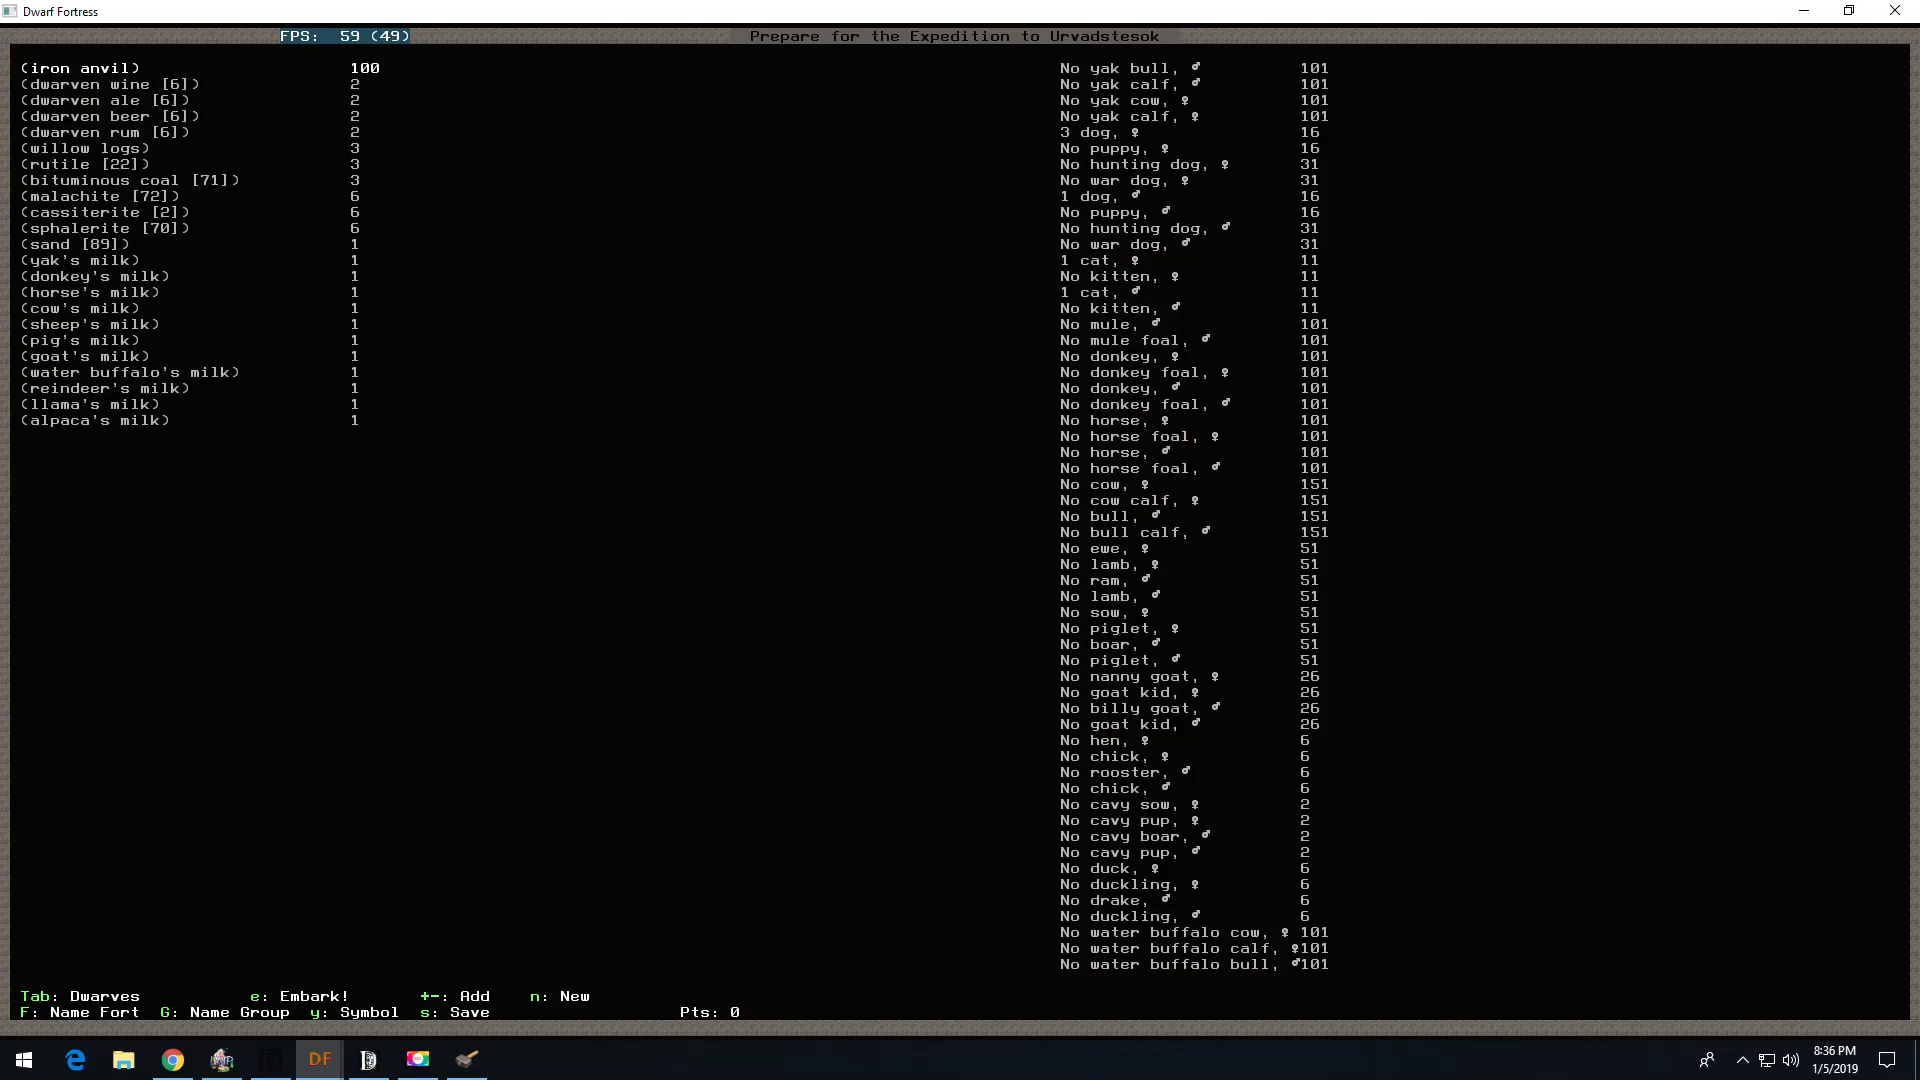 Dwarf Fortress
FPS: 59 (49)
Prepare for the Expedition to Urvadstesok
(iron anvil) 100
(dwarven wine [6]) 2
(dwarven ale [6]) 2
(dwarven beer [6]) 2
(dwarven rum [6]) 2
(willow logs) 3
(rutile [22]) 3
(bituminous coal [71]) 3
(malachite [72]) 6
(cassiterite [2]) 6
(sphalerite [70]) 6
(sand [89]) 1
(yak's milk) 1
(donkey's milk) 1
(horse's milk) 1
(cow's milk) 1
(sheep's milk) 1
(pig's milk) 1
(goat's milk) 1
(water buffalo's milk) 1
(reindeer's milk) 1
(llama's milk) 1
(alpaca's milk) 1
No yak bull, ♂ 101
No yak calf, ♂ 101
No yak cow, ♀ 101
No yak calf, ♀ 101
3 dog, ♀ 16
No puppy, ♀ 16
No hunting dog, ♀ 31
No war dog, ♀ 31
1 dog, ♂ 16
No puppy, ♂ 16
No hunting dog, ♂ 31
No war dog, ♂ 31
1 cat, ♀ 11
No kitten, ♀ 11
1 cat, ♂ 11
No kitten, ♂ 11
No mule, ♂ 101
No mule foal, ♂ 101
No donkey, ♀ 101
No donkey foal, ♀ 101
No donkey, ♂ 101
No donkey foal, ♂ 101
No horse, ♀ 101
No horse foal, ♀ 101
No horse, ♂ 101
No horse foal, ♂ 101
No cow, ♀ 151
No cow calf, ♀ 151
No bull, ♂ 151
No bull calf, ♂ 151
No ewe, ♀ 51
No lamb, ♀ 51
No ram, ♂ 51
No lamb, ♂ 51
No sow, ♀ 51
No piglet, ♀ 51
No boar, ♂ 51
No piglet, ♂ 51
No nanny goat, ♀ 26
No goat kid, ♀ 26
No billy goat, ♂ 26
No goat kid, ♂ 26
No hen, ♀ 6
No chick, ♀ 6
No rooster, ♂ 6
No chick, ♂ 6
No cavy sow, ♀ 2
No cavy pup, ♀ 2
No cavy boar, ♂ 2
No cavy pup, ♂ 2
No duck, ♀ 6
No duckling, ♀ 6
No drake, ♂ 6
No duckling, ♂ 6
No water buffalo cow, ♀ 101
No water buffalo calf, ♀101
No water buffalo bull, ♂101
Tab: Dwarves e: Embark! +-: Add n: New
F: Name Fort G: Name Group y: Symbol s: Save Pts: 0
DF
8:36 PM
1/5/2019